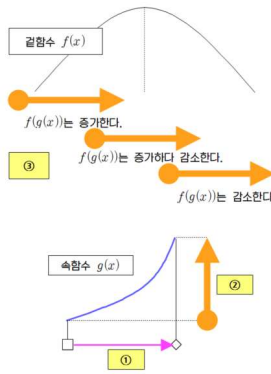 겉함수 f(x)
f(g(x))는 증가한다.
f(g(x))는 증가하다 감소한다.
③
f(g(x))는 감소한다
속함수 g(x)
②
①